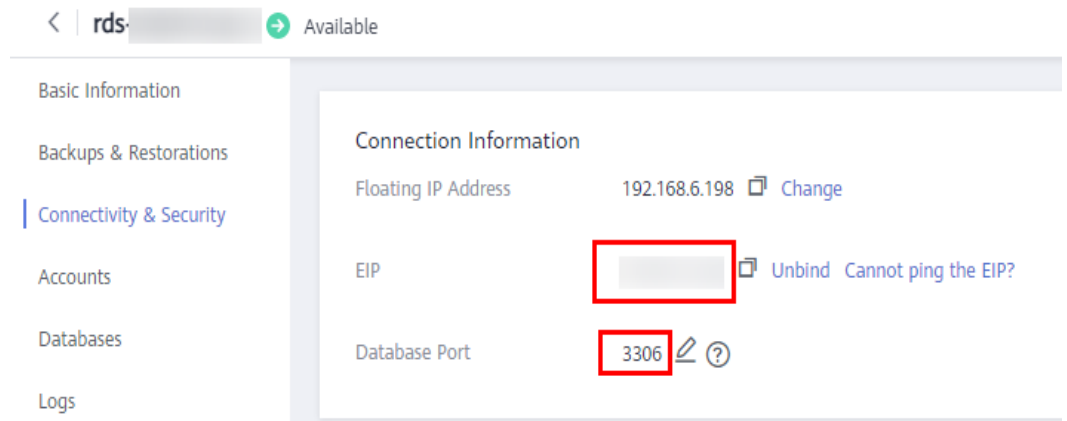 rds- Available
Basic Information
Backups & Restorations
Connectivity & Security
Accounts
Databases
Logs
Connection Information
Floating IP Address 192.168.6.198 Change
EIP Unbind Cannot ping the EIP?
Database Port 3306